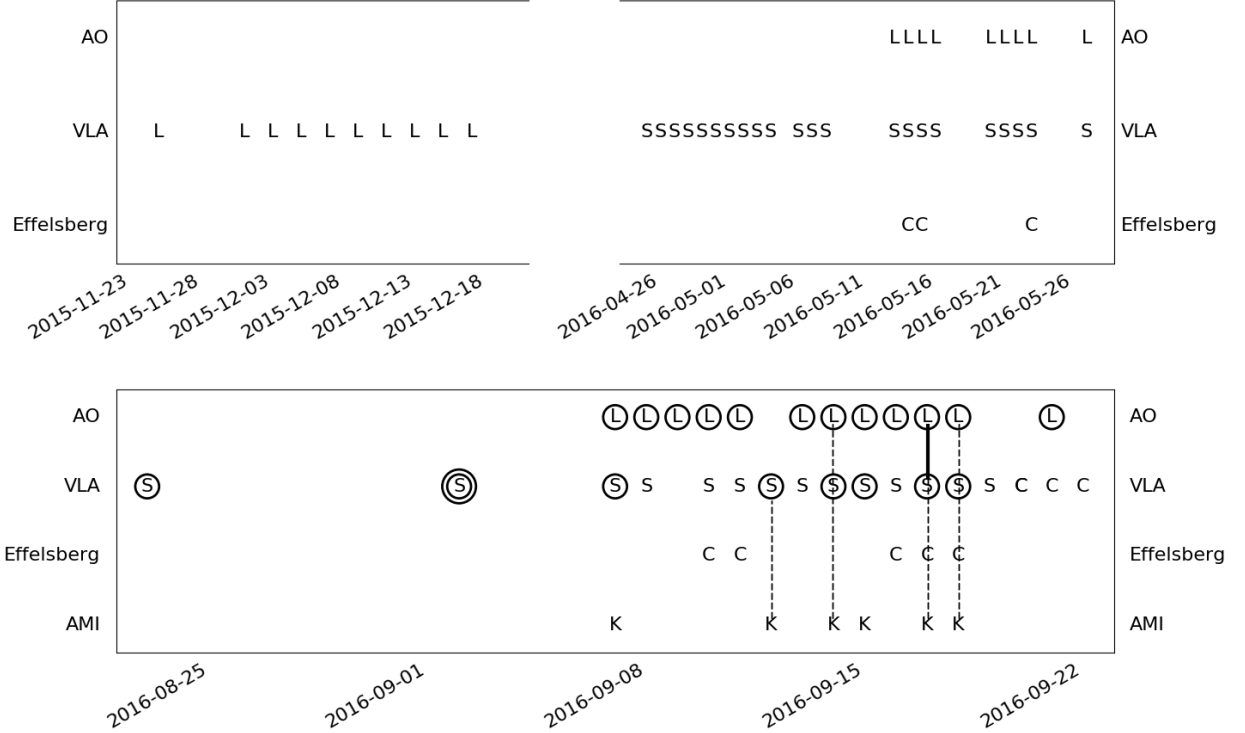 AO LLLL LLLL L AO
VLA L L L L L L L L L L SSSSSSSSSS SSS SSSS SSSS S VLA
Effelsberg CC C Effelsberg
2015-11-23 2015-11-28 2015-12-03 2015-12-08 2015-12-13 2015-12-18 2016-04-26 2016-05-01 2016-05-06 2016-05-11 2016-05-16 2016-05-21 2016-05-26
AO L L L L L L L L L L L L AO
VLA S S S S S S S S S S S S S S C C C VLA
Effelsberg C C C C C Effelsberg
AMI K K K K K K AMI
2016-08-25 2016-09-01 2016-09-08 2016-09-15 2016-09-22